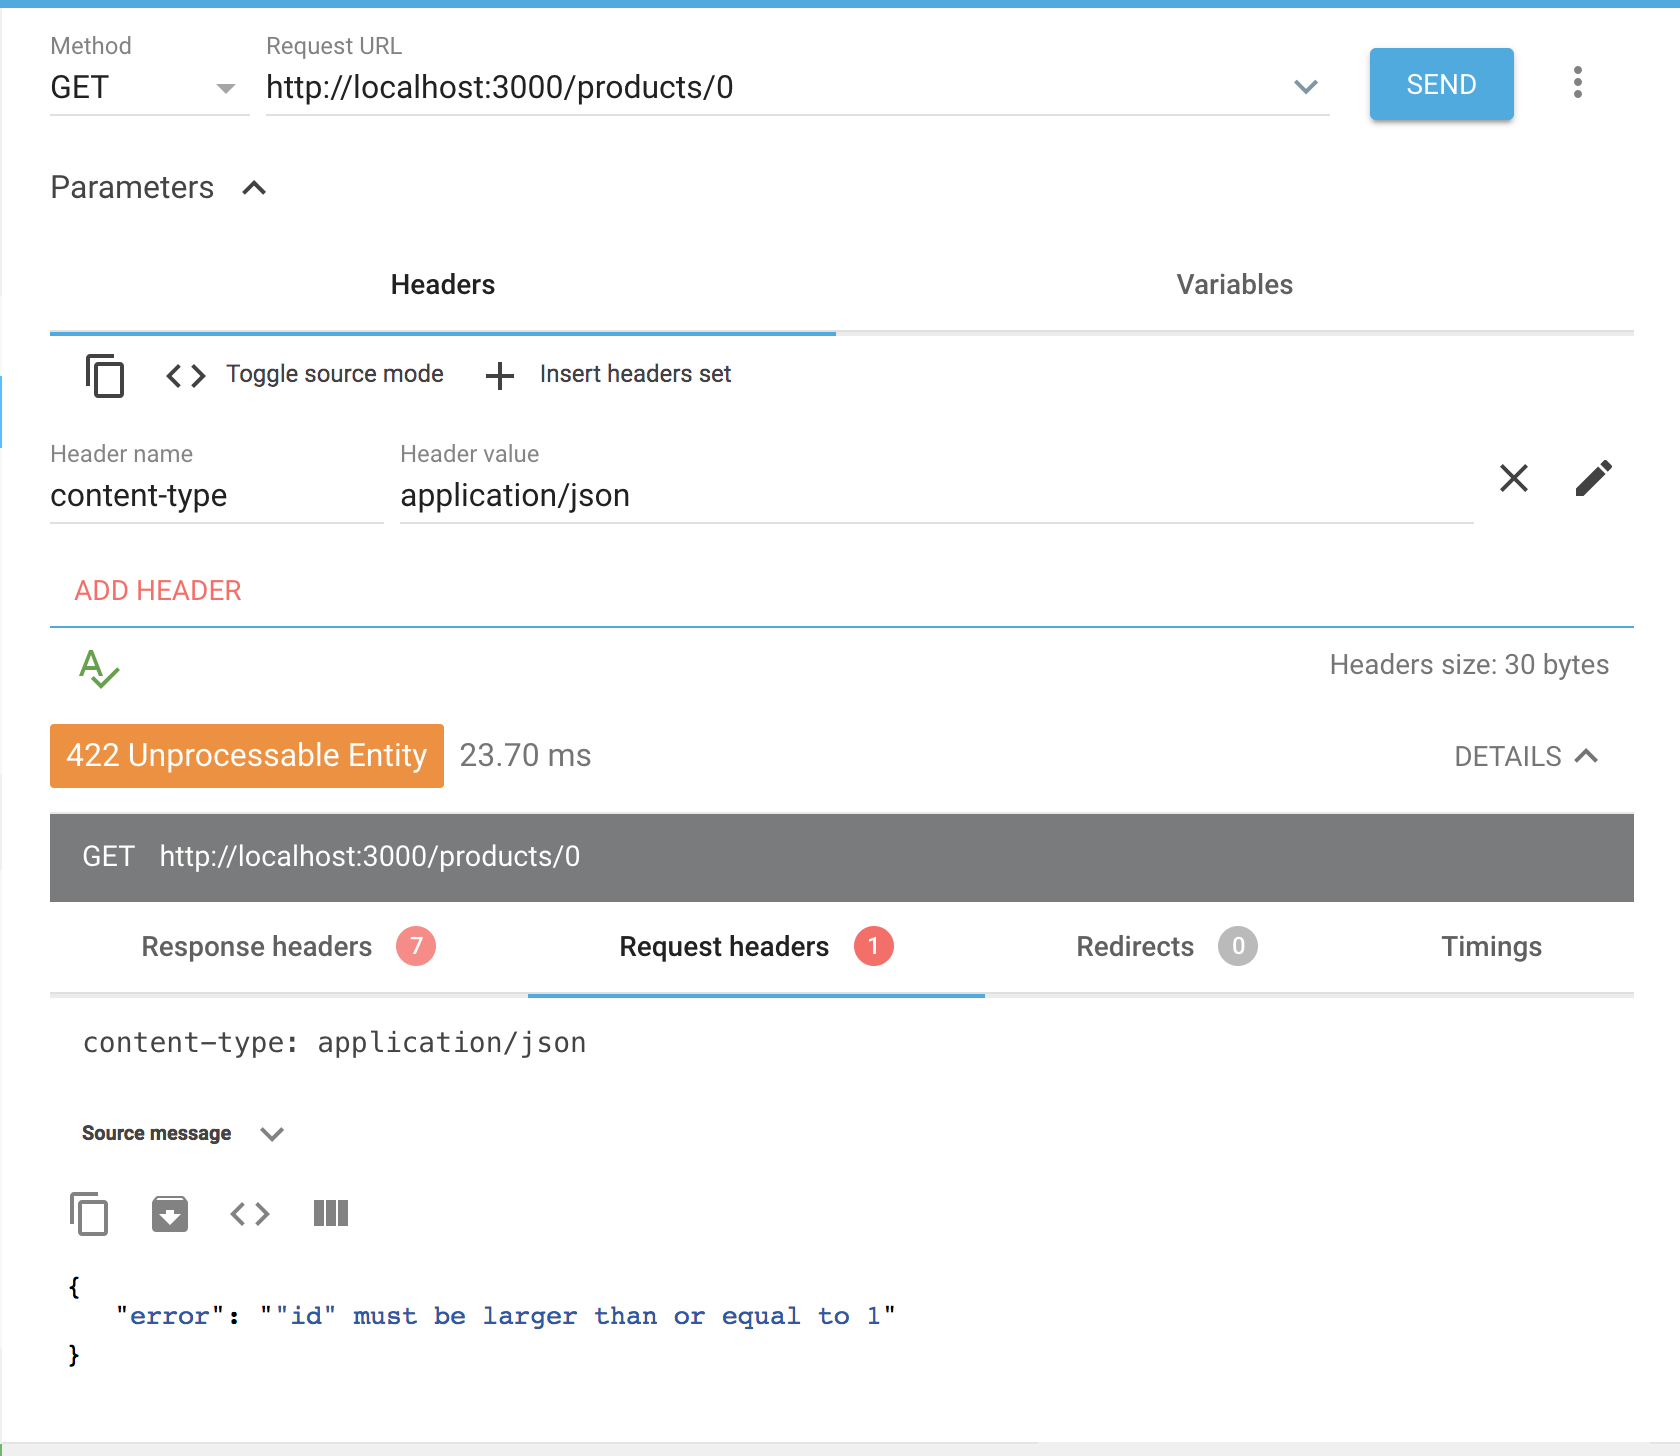 Method
Request URL
GET
http://localhost:3000/products/0
SEND
Parameters
Headers
Variables
Toggle source mode
Insert headers set
Header name
Header value
content-type
application/json
ADD HEADER
Headers size: 30 bytes
422 Unprocessable Entity
23.70 ms
DETAILS
GET http://localhost:3000/products/0
Response headers 7
Request headers 1
Redirects 0
Timings
content-type: application/json
Source message
{
"error": ""id" must be larger than or equal to 1"
}